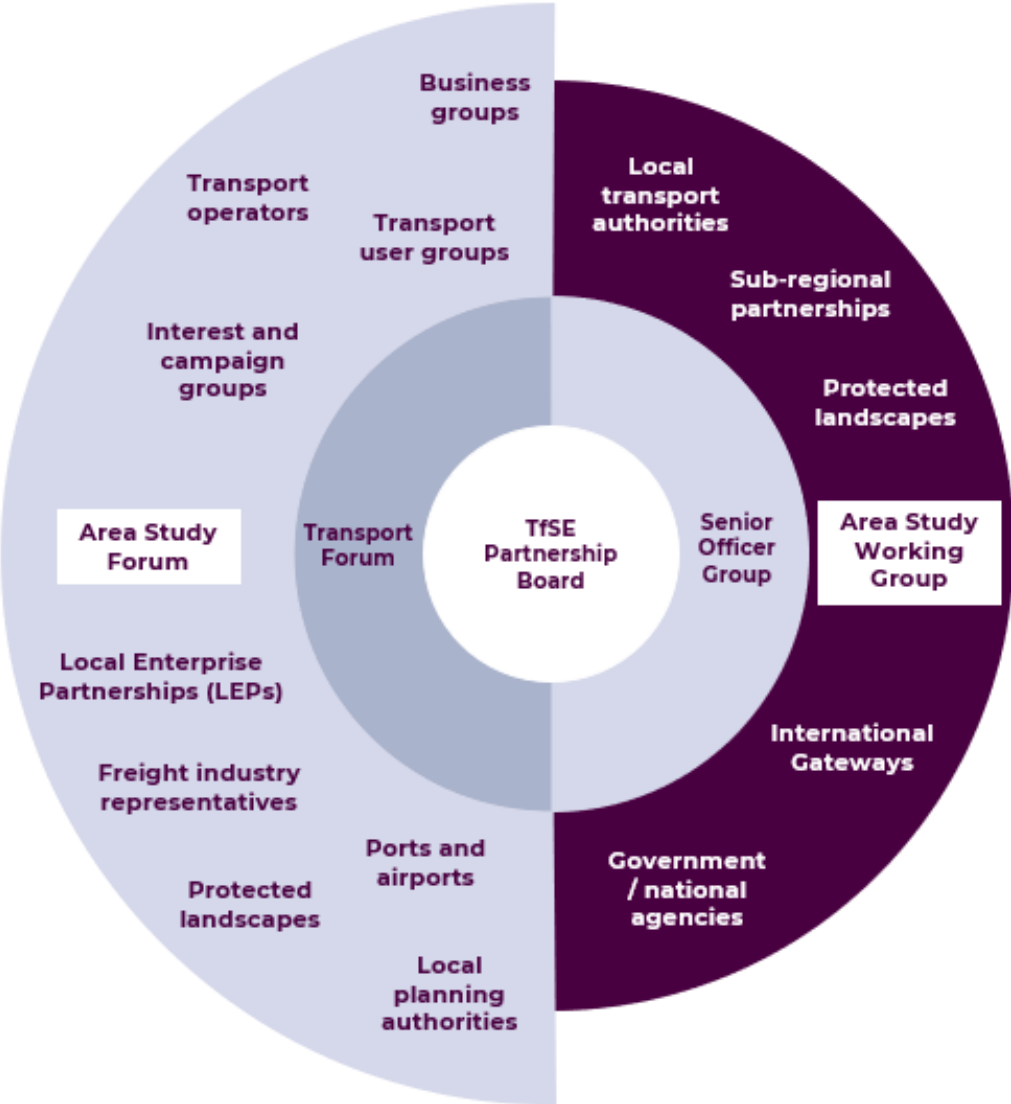 Business
groups
Transport
operators
Transport
user groups
Interest and
campaign
groups
Area Study
Forum
Local Enterprise
Partnerships (LEPs)
Freight industry
representatives
Ports and
airports
Protected
landscapes
Local
planning
authorities
Transport
Forum
TfSE
Partnership
Board
Senior
Officer
Group
Local
transport
authorities
Sub-regional
partnerships
Protected
landscapes
Area Study
Working
Group
International
Gateways
Government
/ national
agencies